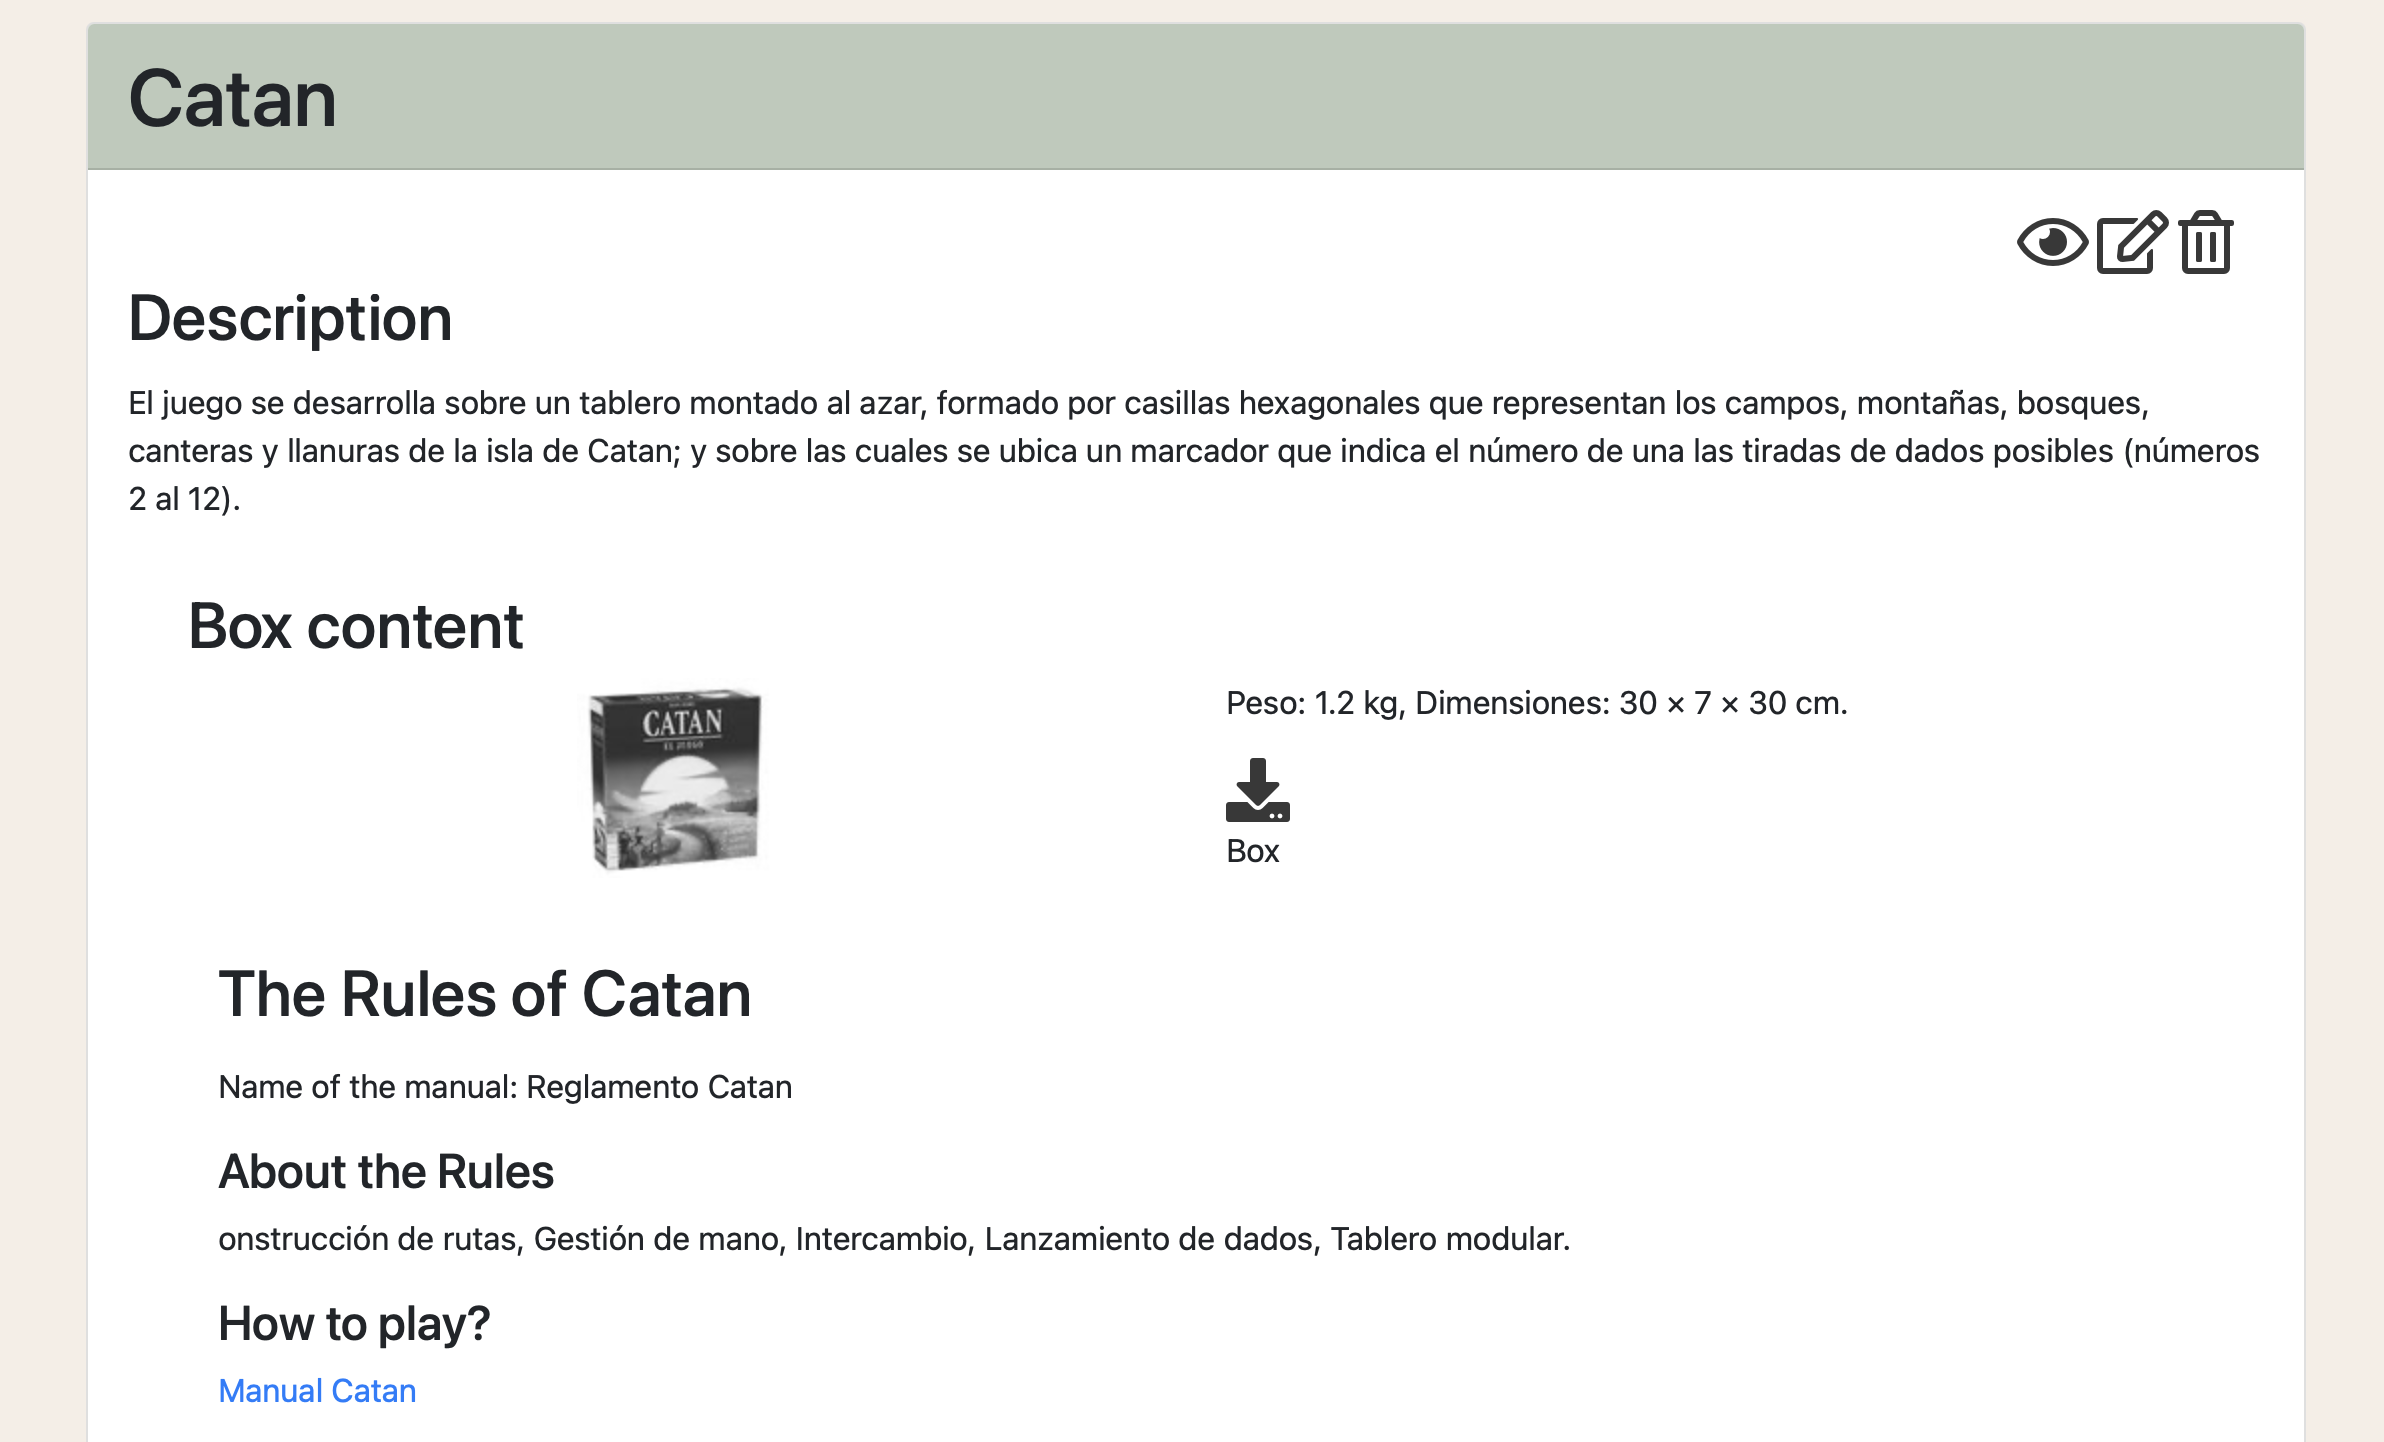 Catan
Description
El juego se desarrolla sobre un tablero montado al azar, formado por casillas hexagonales que representan los campos, montañas, bosques,
canteras y llanuras de la isla de Catan; y sobre las cuales se ubica un marcador que indica el número de una las tiradas de dados posibles (números
2 al 12).
Box content
CATAN
EL JUEGO
Peso: 1.2 kg, Dimensiones: 30 × 7 × 30 cm.
Box
The Rules of Catan
Name of the manual: Reglamento Catan
About the Rules
onstrucción de rutas, Gestión de mano, Intercambio, Lanzamiento de dados, Tablero modular.
How to play?
Manual Catan